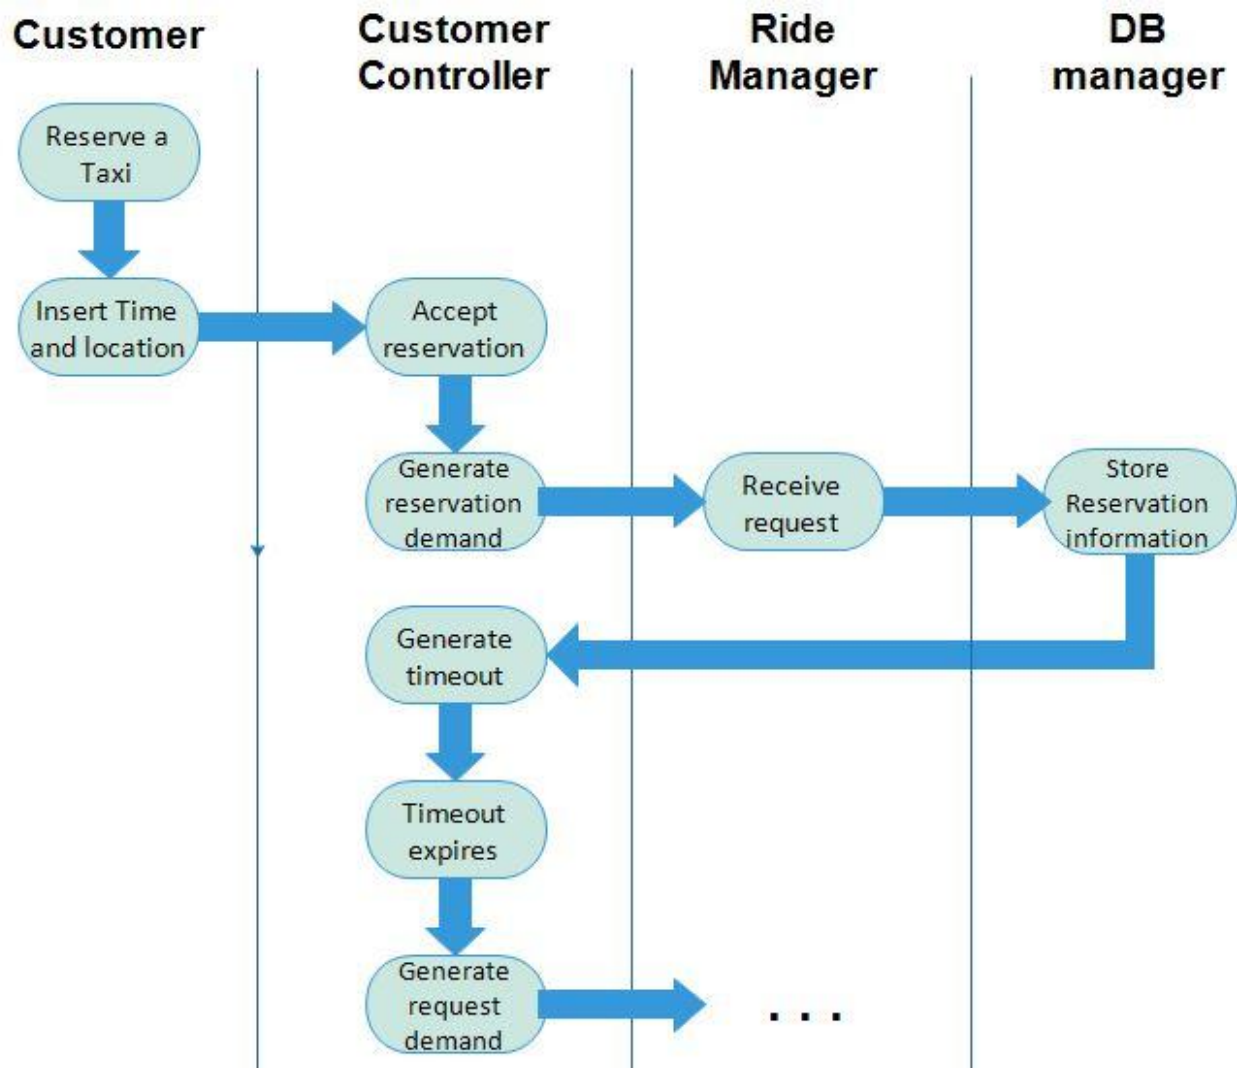 Customer
Customer
Controller
Ride
Manager
DB
manager
Reserve a
Taxi
Insert Time
and location
Accept
reservation
Generate
reservation
demand
Receive
request
Store
Reservation
information
Generate
timeout
Timeout
expires
Generate
request
demand
. . .